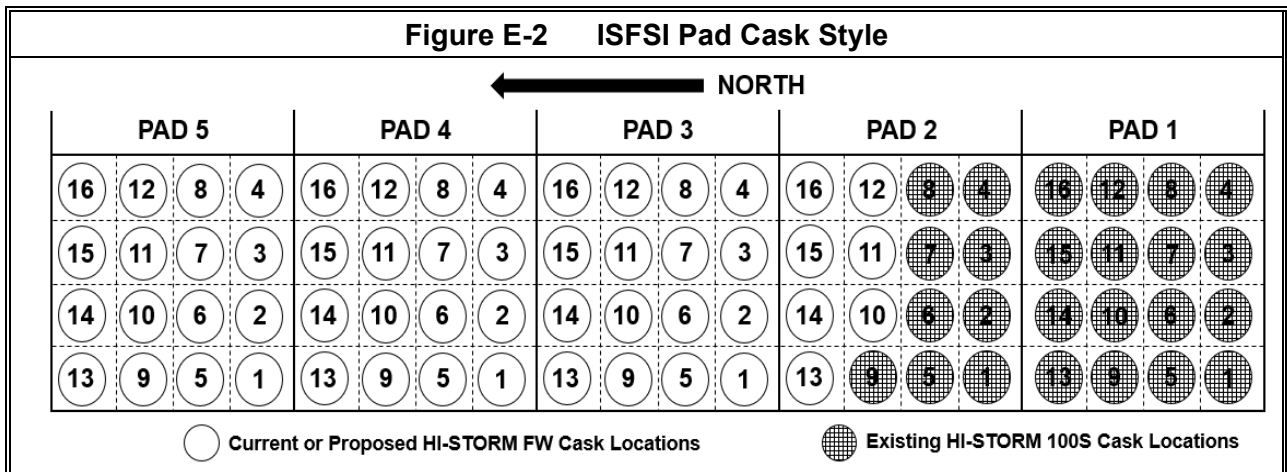 Figure E-2 ISFSI Pad Cask Style
NORTH
PAD 5 PAD 4 PAD 3 PAD 2 PAD 1
16 12 8 4 16 12 8 4 16 12 8 4 16 12 8 4 16 12 8 4
15 11 7 3 15 11 7 3 15 11 7 3 15 11 7 3 15 11 7 3
14 10 6 2 14 10 6 2 14 10 6 2 14 10 6 2 14 10 6 2
13 9 5 1 13 9 5 1 13 9 5 1 13 9 5 1 13 9 5 1
Current or Proposed HI-STORM FW Cask Locations Existing HI-STORM 100S Cask Locations